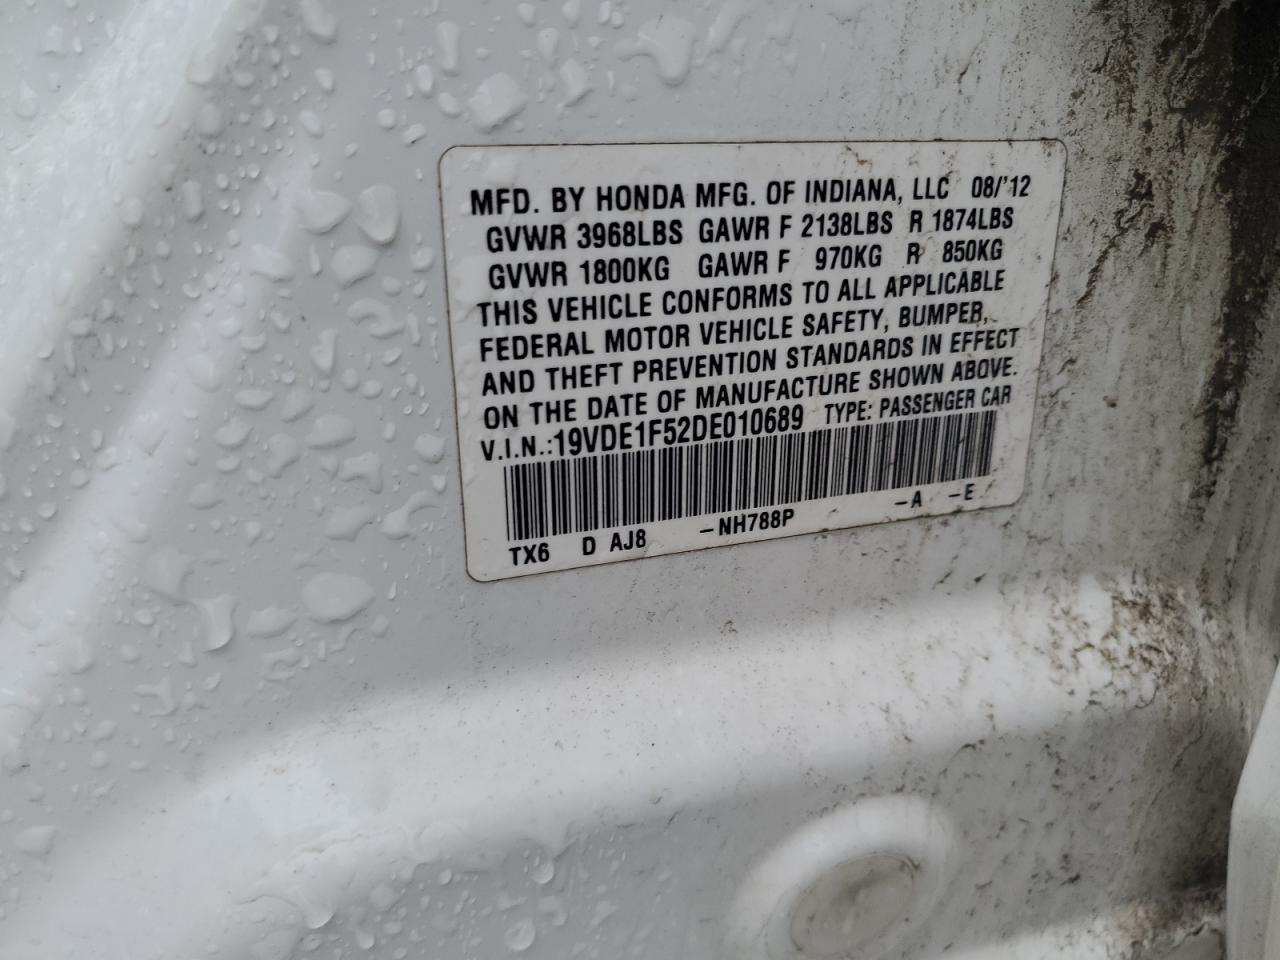 MFD. BY HONDA MFG. OF INDIANA, LLC 08/'12
GVWR 3968LBS GAWR F 2138LBS R 1874LBS
GVWR 1800KG GAWR F 970KG R 850KG
THIS VEHICLE CONFORMS TO ALL APPLICABLE
FEDERAL MOTOR VEHICLE SAFETY, BUMPER,
AND THEFT PREVENTION STANDARDS IN EFFECT
ON THE DATE OF MANUFACTURE SHOWN ABOVE.
V.I.N.:19VDE1F52DE010689 TYPE: PASSENGER CAR
TX6 D AJ8 -NH788P -A -E